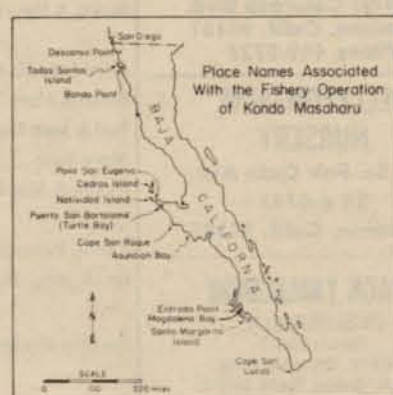 San Diego
Descanso Point
Todos Santos
Island
Banda Point
Place Names Associated
With the Fishery Operation
of Kondo Masaharu
BAJA
CALIFORNIA
Point San Eugenio
Cedros Island
Natividad Island
Puerto San Bartolomé
(Turtle Bay)
Cape San Roque
Asuncion Bay
Entrada Point
Magdalena Bay
Santa Margarita
Island
Cape San
Lucas
SCALE
0
miles